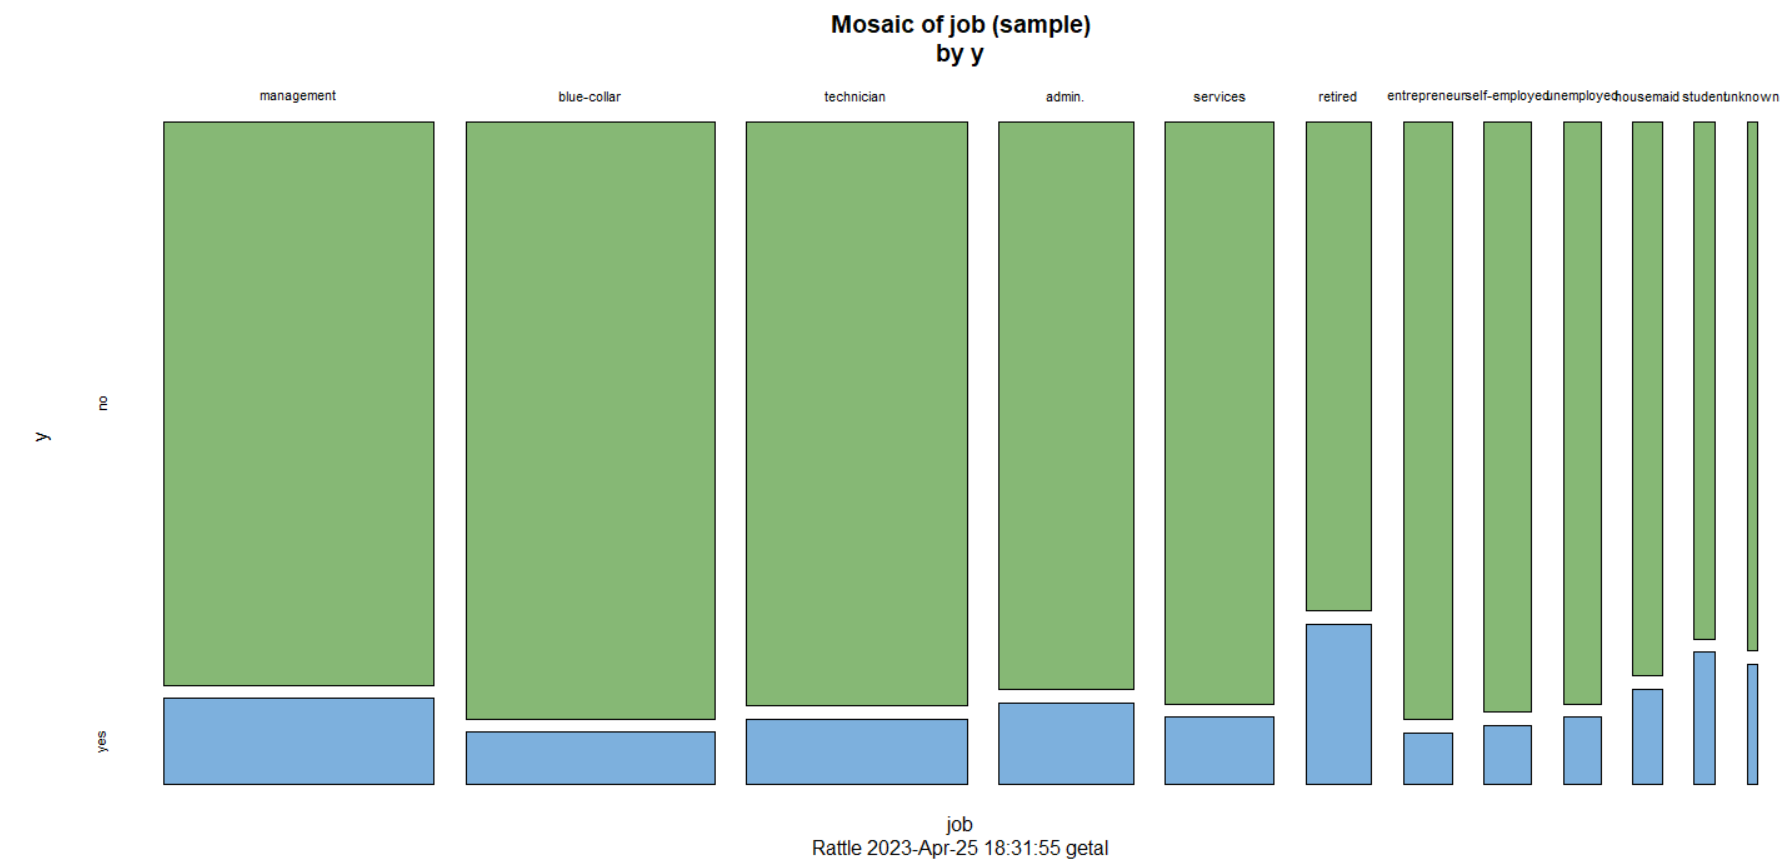 Mosaic of job (sample)
by y
management blue-collar technician admin. services retired entrepreneur self-employed unemployed housemaid student unknown
no
y
yes
job
Rattle 2023-Apr-25 18:31:55 getal